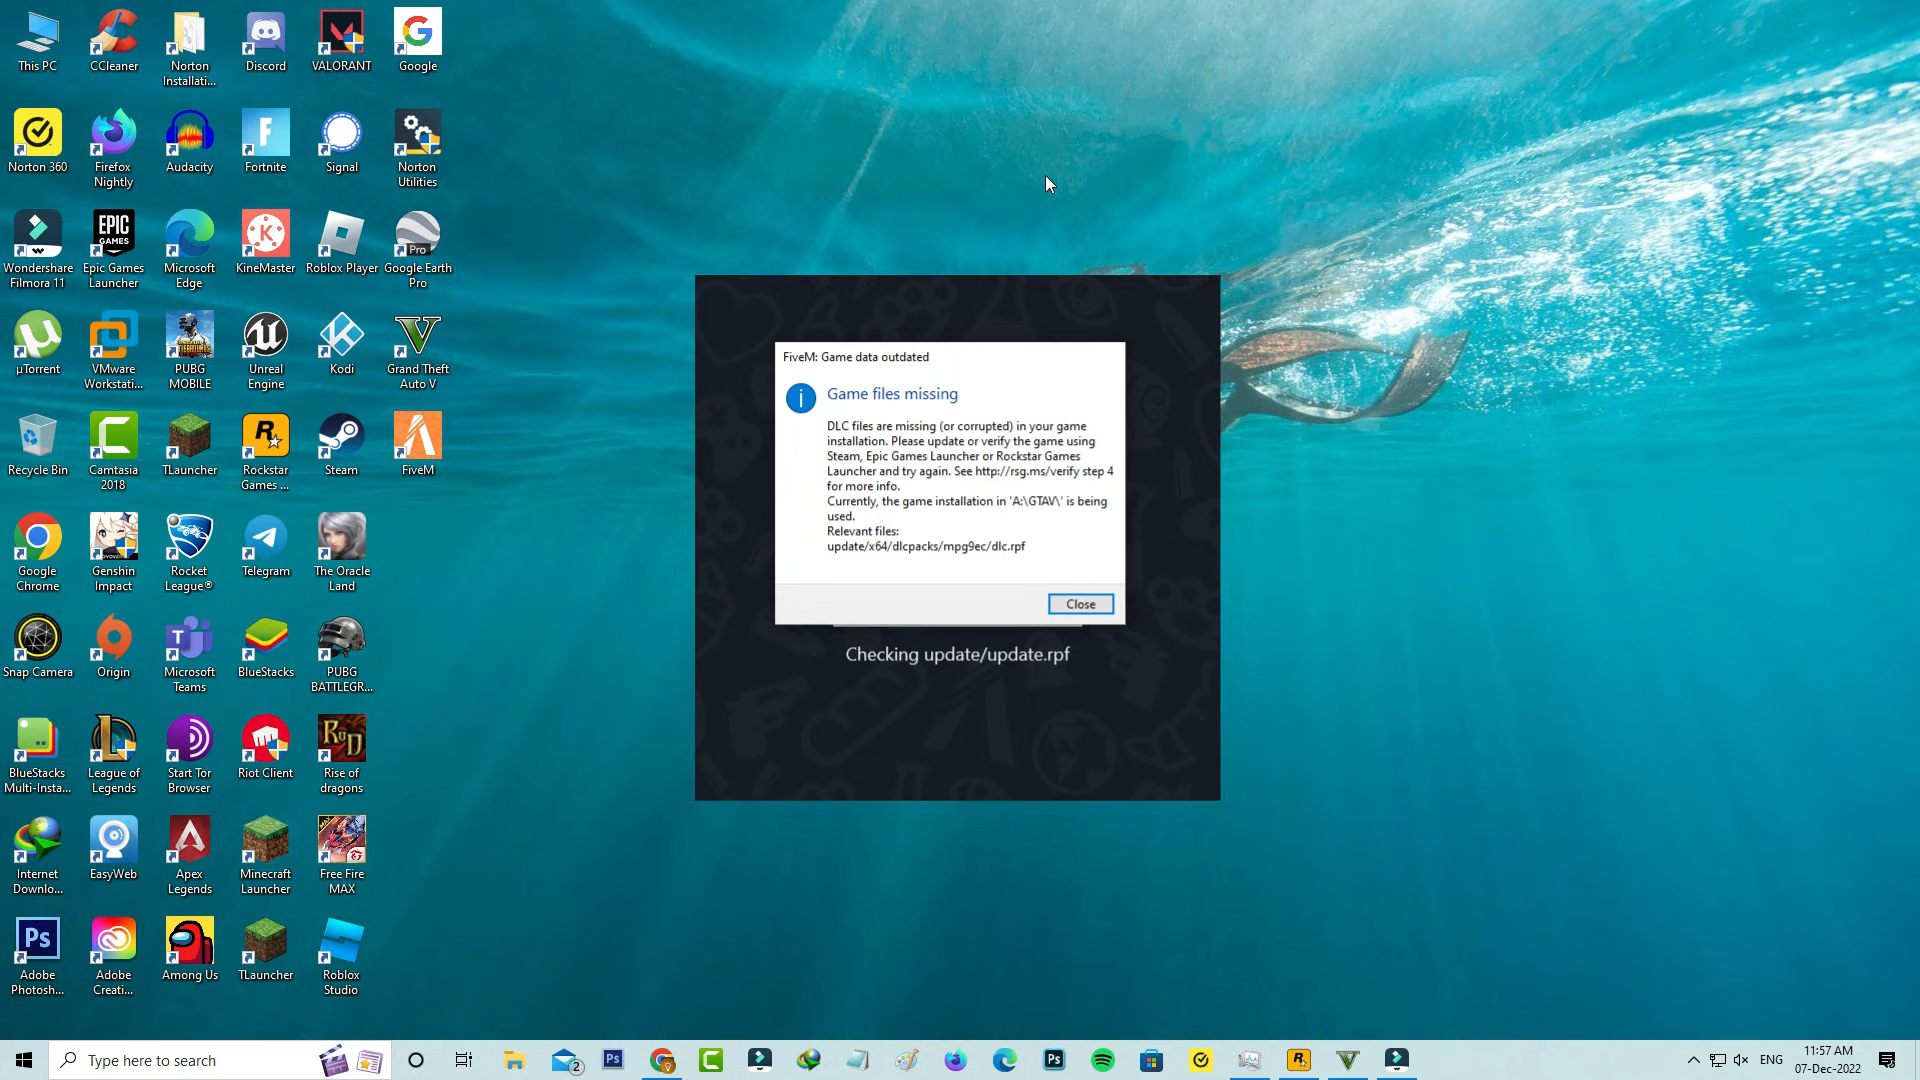 This PC
CCleaner
Norton
Installati...
Discord
VALORANT
Google
Norton 360
Firefox
Nightly
Audacity
Fortnite
Signal
Norton
Utilities
Wondershare
Filmora 11
EPIC
GAMES
Epic Games
Launcher
Microsoft
Edge
KineMaster
Roblox Player
Pro
Google Earth
Pro
µTorrent
VMware
Workstati...
PUBG
MOBILE
Unreal
Engine
Kodi
Grand Theft
Auto V
Recycle Bin
Camtasia
2018
TLauncher
Rockstar
Games ...
Steam
FiveM
Google
Chrome
Genshin
Impact
Rocket
League®
Telegram
The Oracle
Land
Snap Camera
Origin
Microsoft
Teams
BlueStacks
PUBG
BATTLEGR...
BlueStacks
Multi-Insta...
League of
Legends
Start Tor
Browser
Riot Client
Rise of
dragons
Internet
Downlo...
EasyWeb
Apex
Legends
Minecraft
Launcher
Free Fire
MAX
Ps
Adobe
Photosh...
Adobe
Creati...
Among Us
TLauncher
Roblox
Studio
FiveM: Game data outdated
Game files missing
DLC files are missing (or corrupted) in your game
installation. Please update or verify the game using
Steam, Epic Games Launcher or Rockstar Games
Launcher and try again. See http://rsg.ms/verify step 4
for more info.
Currently, the game installation in 'A:\GTAV\' is being
used.
Relevant files:
update/x64/dlcpacks/mpg9ec/dlc.rpf
Close
Checking update/update.rpf
Type here to search
2
Ps
Ps
ENG
11:57 AM
07-Dec-2022